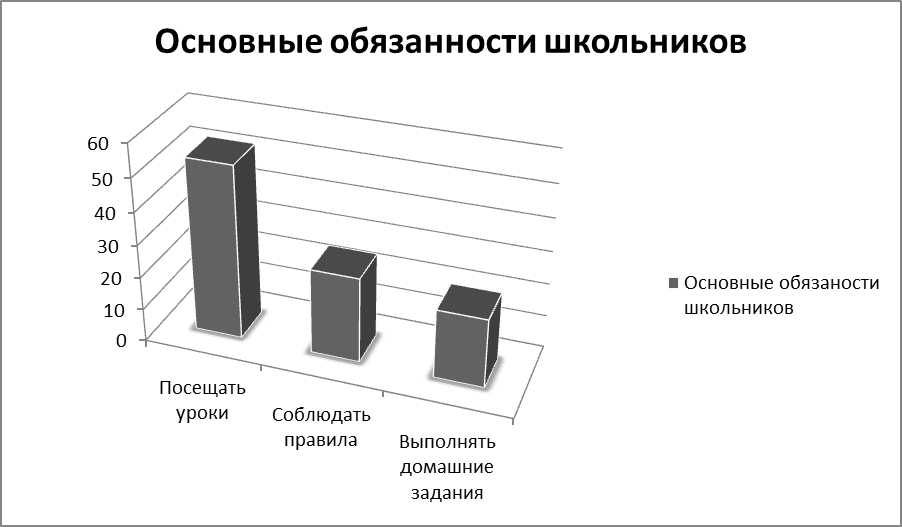 Основные обязанности школьников
60
50
40
30
20
10
0
Посещать
уроки
Соблюдать
правила
Выполнять
домашние
задания
Основные обязаности
школьников